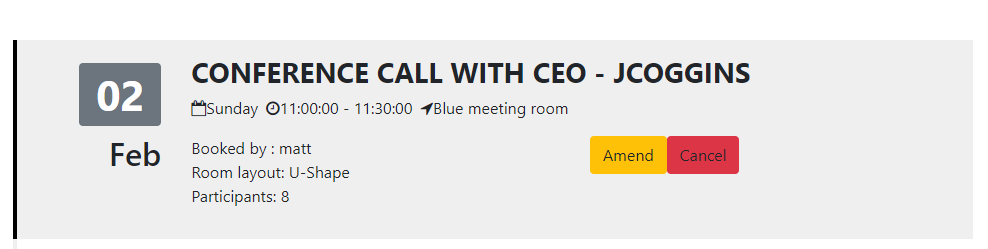 02
Feb
CONFERENCE CALL WITH CEO - JCOGGINS
Sunday 11:00:00 - 11:30:00 Blue meeting room
Booked by : matt
Room layout: U-Shape
Participants: 8
Amend Cancel